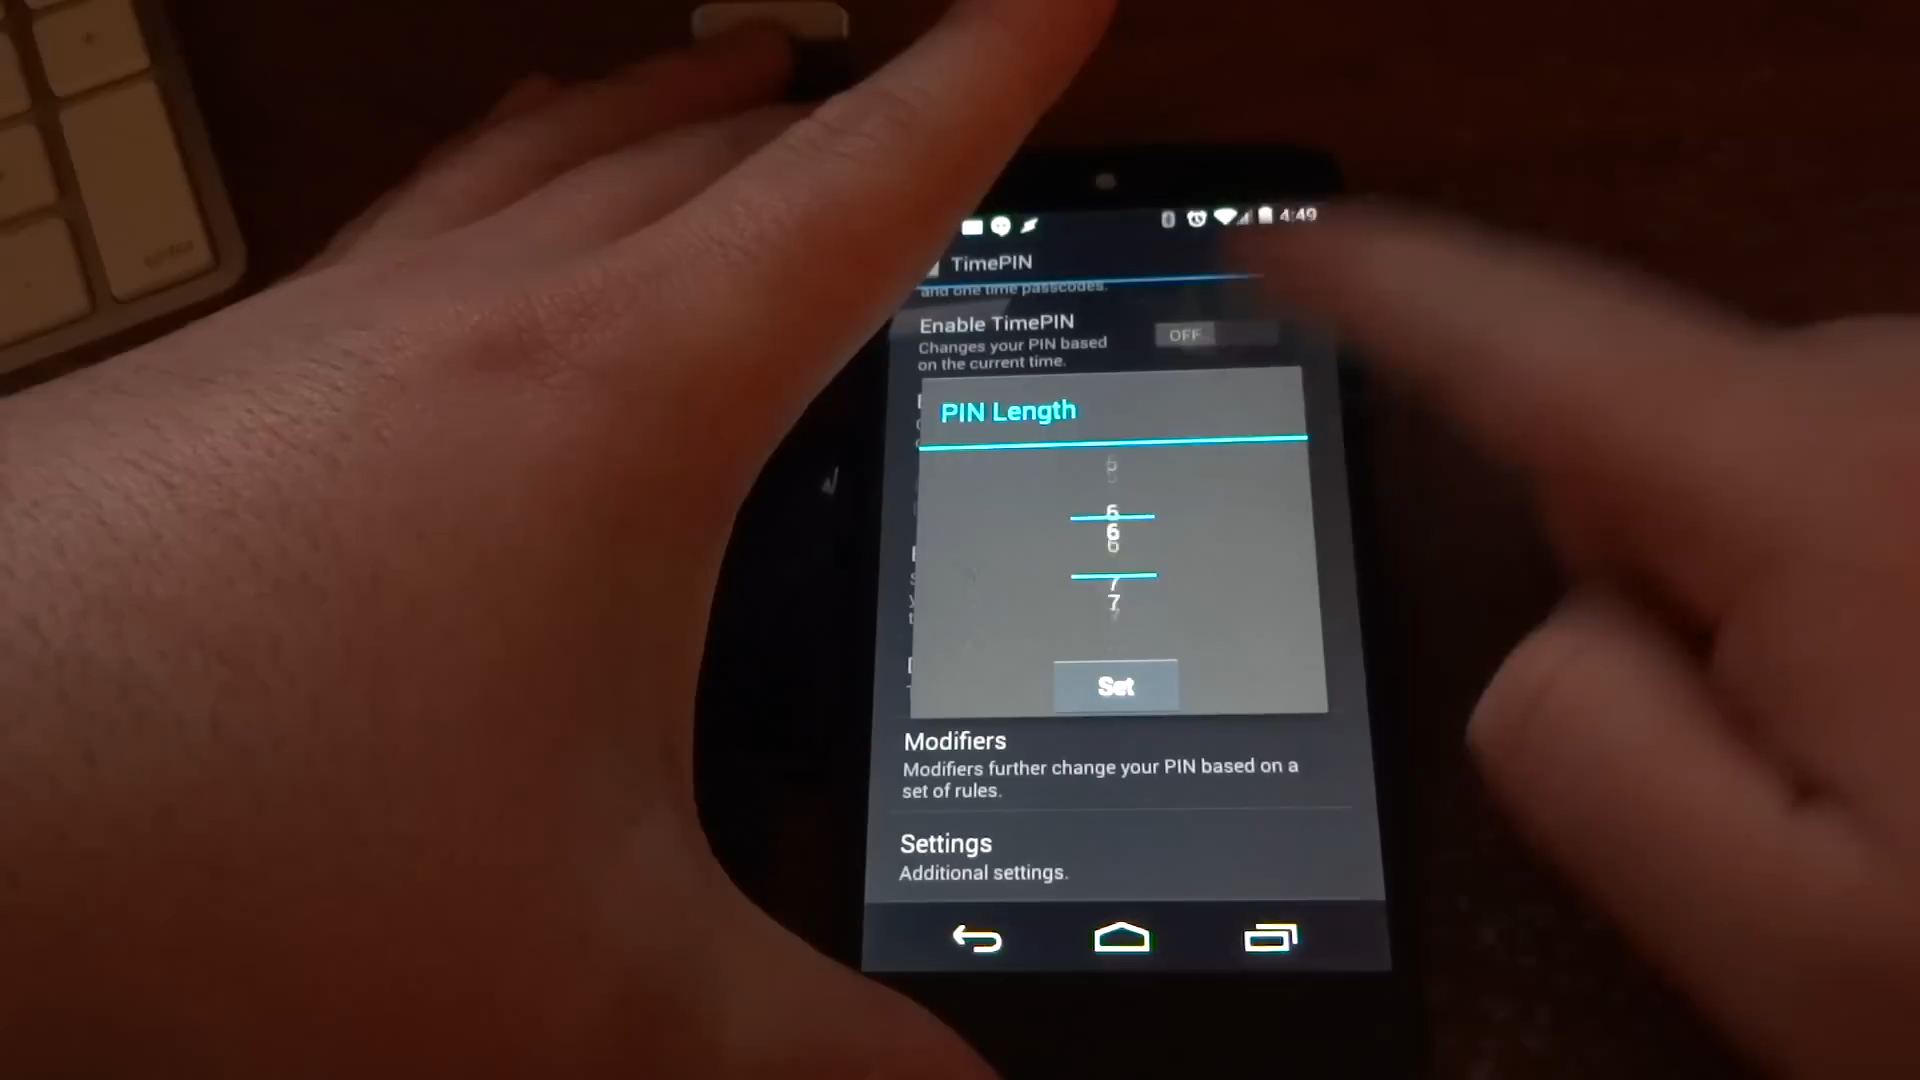 4:49
TimePIN
and one time passcodes.
Enable TimePIN
OFF
Changes your PIN based
on the current time.
PIN Length
5
6
7
Set
Modifiers
Modifiers further change your PIN based on a
set of rules.
Settings
Additional settings.